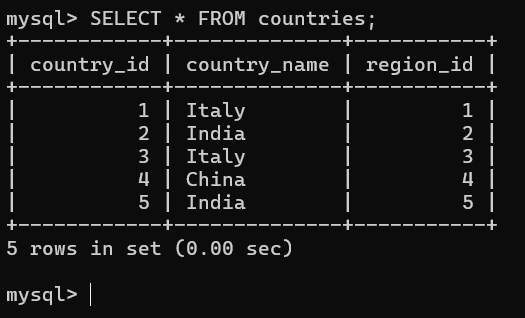 mysql> SELECT * FROM countries;
+------------+--------------+-----------+
| country_id | country_name | region_id |
+------------+--------------+-----------+
|          1 | Italy        |         1 |
|          2 | India        |         2 |
|          3 | Italy        |         3 |
|          4 | China        |         4 |
|          5 | India        |         5 |
+------------+--------------+-----------+
5 rows in set (0.00 sec)
mysql>